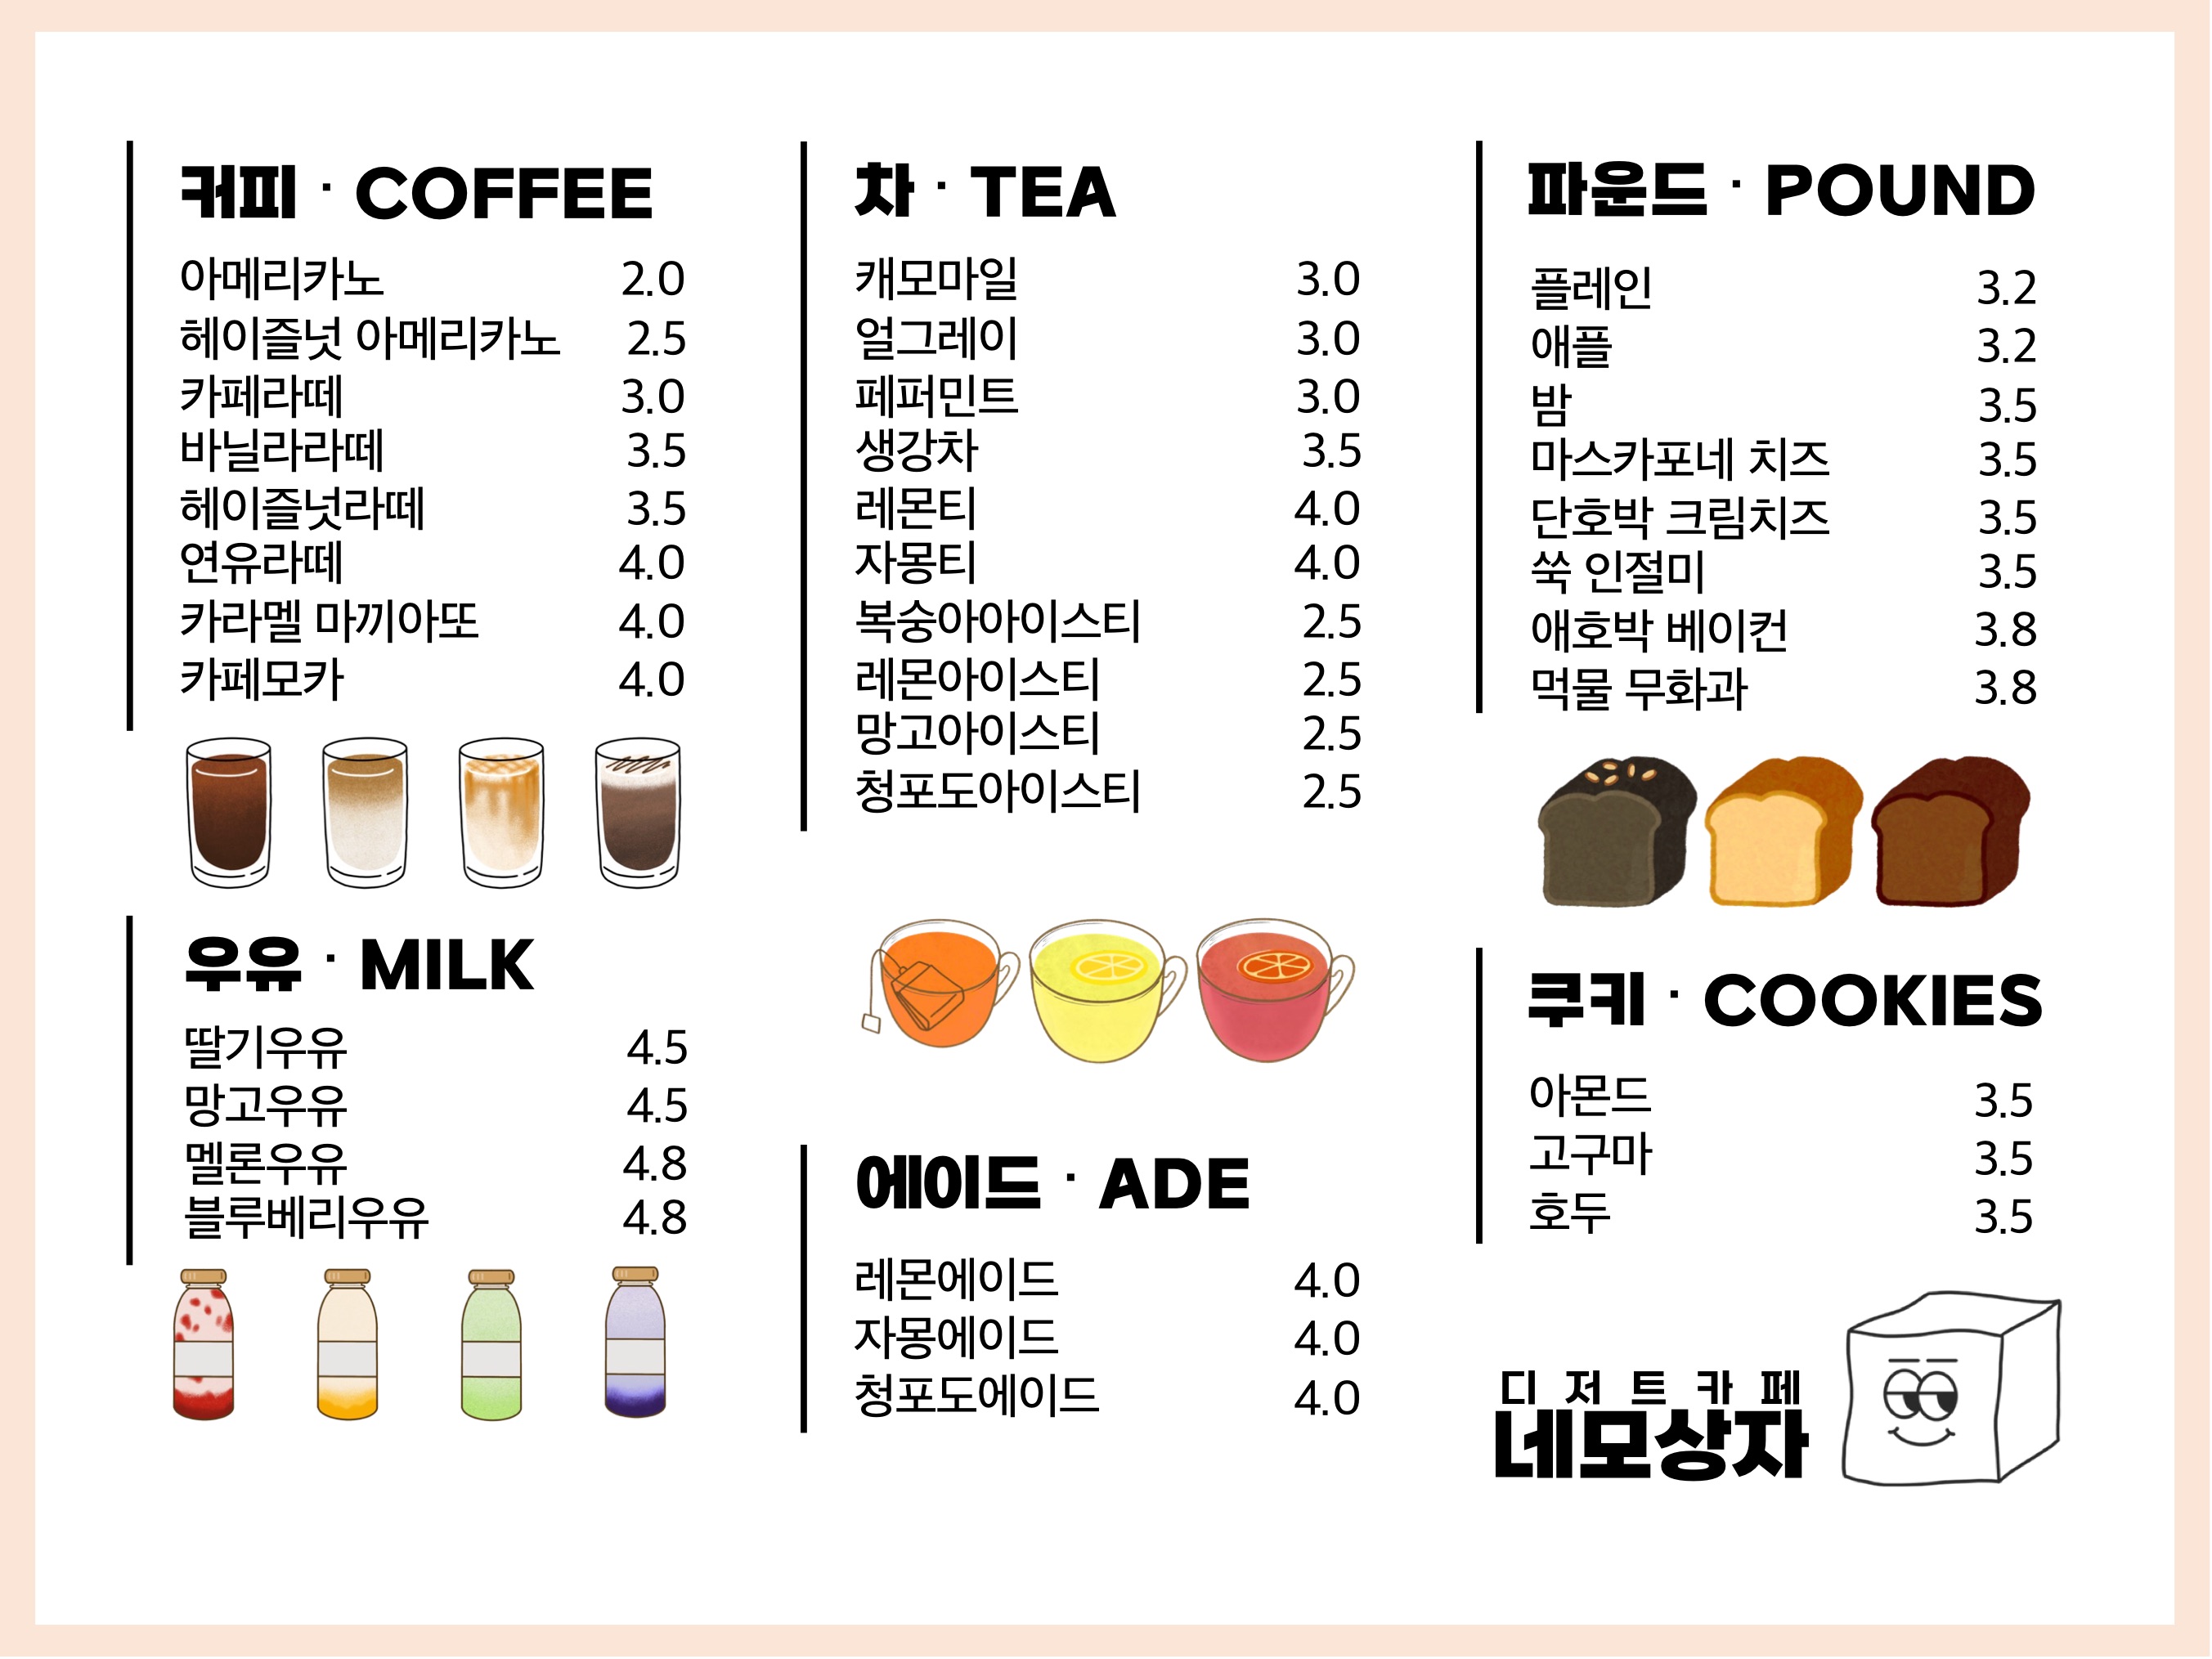 커피 · COFFEE
아메리카노 2.0
헤이즐넛 아메리카노 2.5
카페라떼 3.0
바닐라라떼 3.5
헤이즐넛라떼 3.5
연유라떼 4.0
카라멜 마끼아또 4.0
카페모카 4.0
우유 · MILK
딸기우유 4.5
망고우유 4.5
멜론우유 4.8
블루베리우유 4.8
차 · TEA
캐모마일 3.0
얼그레이 3.0
페퍼민트 3.0
생강차 3.5
레몬티 4.0
자몽티 4.0
복숭아아이스티 2.5
레몬아이스티 2.5
망고아이스티 2.5
청포도아이스티 2.5
에이드 · ADE
레몬에이드 4.0
자몽에이드 4.0
청포도에이드 4.0
파운드 · POUND
플레인 3.2
애플 3.2
밤 3.5
마스카포네 치즈 3.5
단호박 크림치즈 3.5
쑥 인절미 3.5
애호박 베이컨 3.8
먹물 무화과 3.8
쿠키 · COOKIES
아몬드 3.5
고구마 3.5
호두 3.5
디저트카페
네모상자